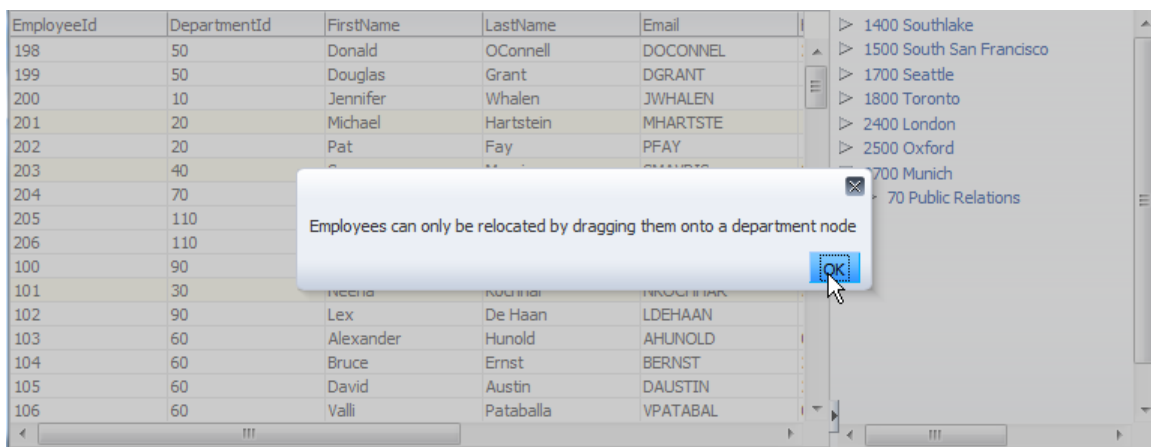 EmployeeId DepartmentId FirstName LastName Email
198 50 Donald OConnell DOCONNEL
199 50 Douglas Grant DGRANT
200 10 Jennifer Whalen JWHALEN
201 20 Michael Hartstein MHARTSTE
202 20 Pat Fay PFAY
203 40
204 70
205 110
206 110
100 90
101 30 Neena Kochhar NKOCHHAR
102 90 Lex De Haan LDEHAAN
103 60 Alexander Hunold AHUNOLD
104 60 Bruce Ernst BERNST
105 60 David Austin DAUSTIN
106 60 Valli Pataballa VPATABAL
Employees can only be relocated by dragging them onto a department node
OK
1400 Southlake
1500 South San Francisco
1700 Seattle
1800 Toronto
2400 London
2500 Oxford
2700 Munich
70 Public Relations